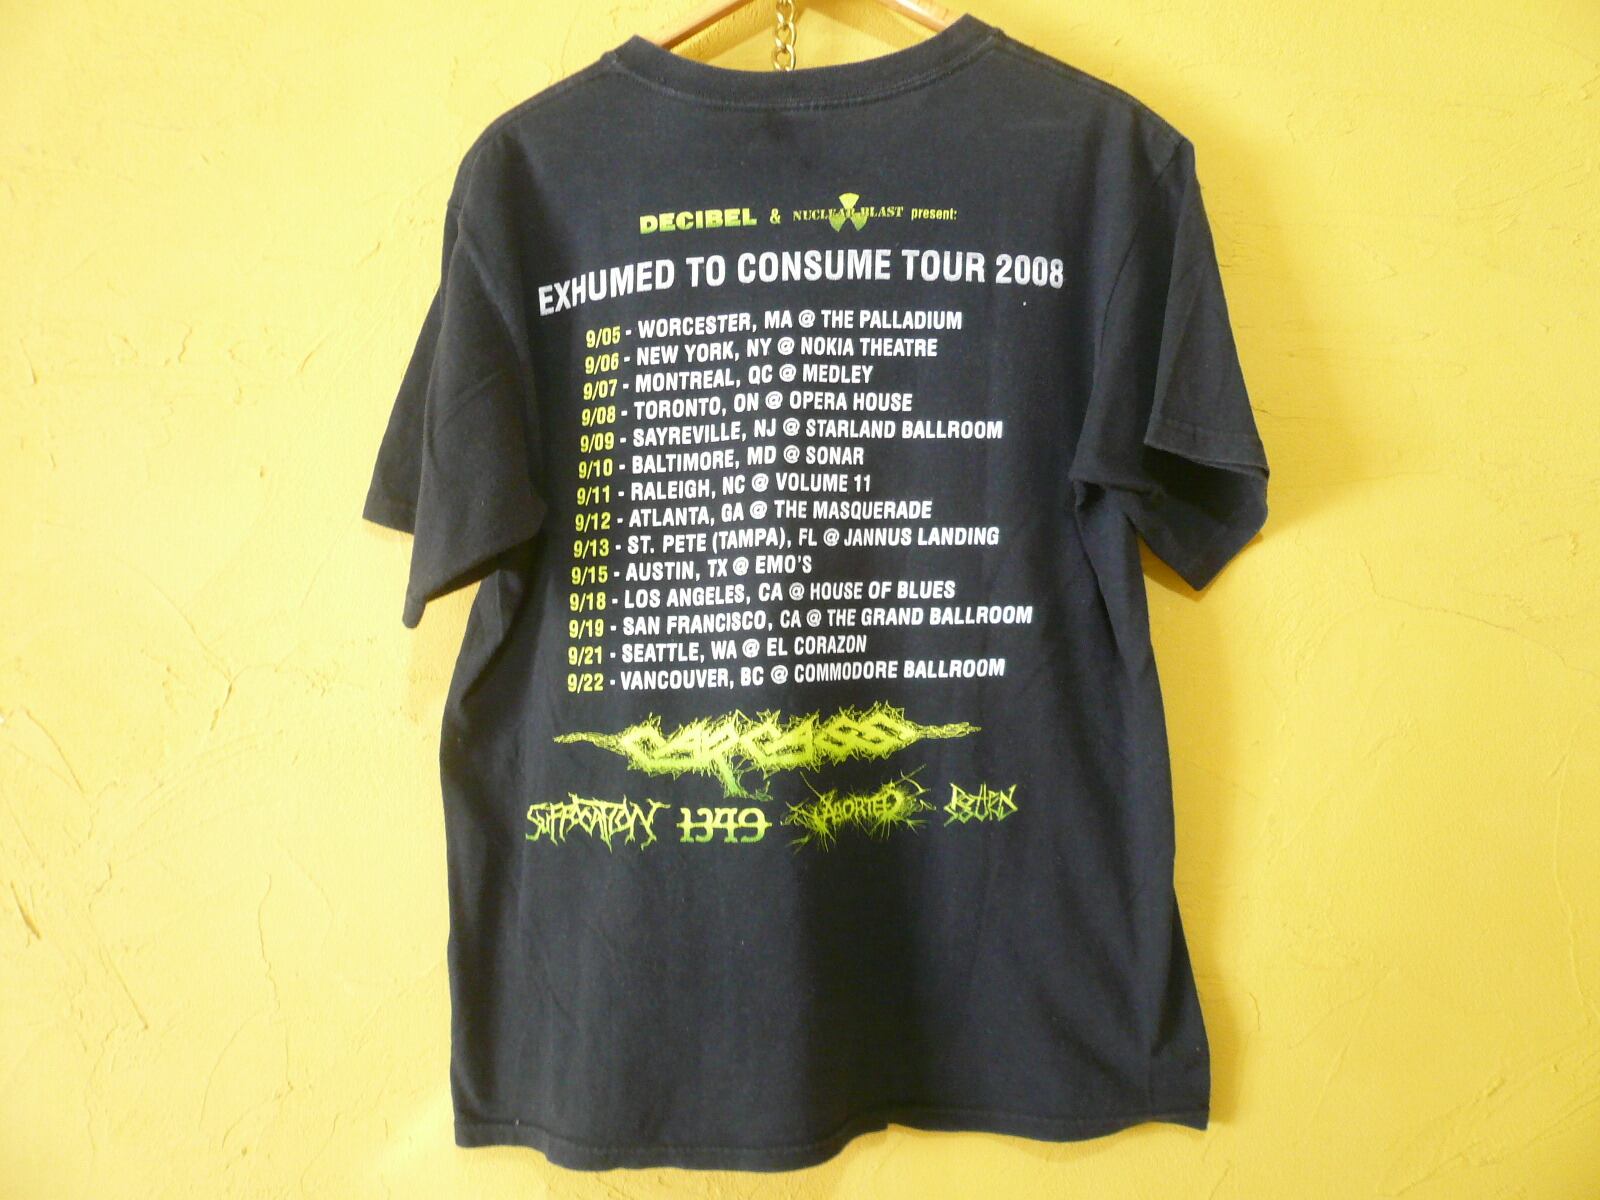 DECIBEL & NUCLEAR BLAST present:
EXHUMED TO CONSUME TOUR 2008
9/05 - WORCESTER, MA @ THE PALLADIUM
9/06 - NEW YORK, NY @ NOKIA THEATRE
9/07 - MONTREAL, QC @ MEDLEY
9/08 - TORONTO, ON @ OPERA HOUSE
9/09 - SAYREVILLE, NJ @ STARLAND BALLROOM
9/10 - BALTIMORE, MD @ SONAR
9/11 - RALEIGH, NC @ VOLUME 11
9/12 - ATLANTA, GA @ THE MASQUERADE
9/13 - ST. PETE (TAMPA), FL @ JANNUS LANDING
9/15 - AUSTIN, TX @ EMO'S
9/18 - LOS ANGELES, CA @ HOUSE OF BLUES
9/19 - SAN FRANCISCO, CA @ THE GRAND BALLROOM
9/21 - SEATTLE, WA @ EL CORAZON
9/22 - VANCOUVER, BC @ COMMODORE BALLROOM
CARCASS
SUFFOCATION 1349 ABORTED ROTTEN SOUND